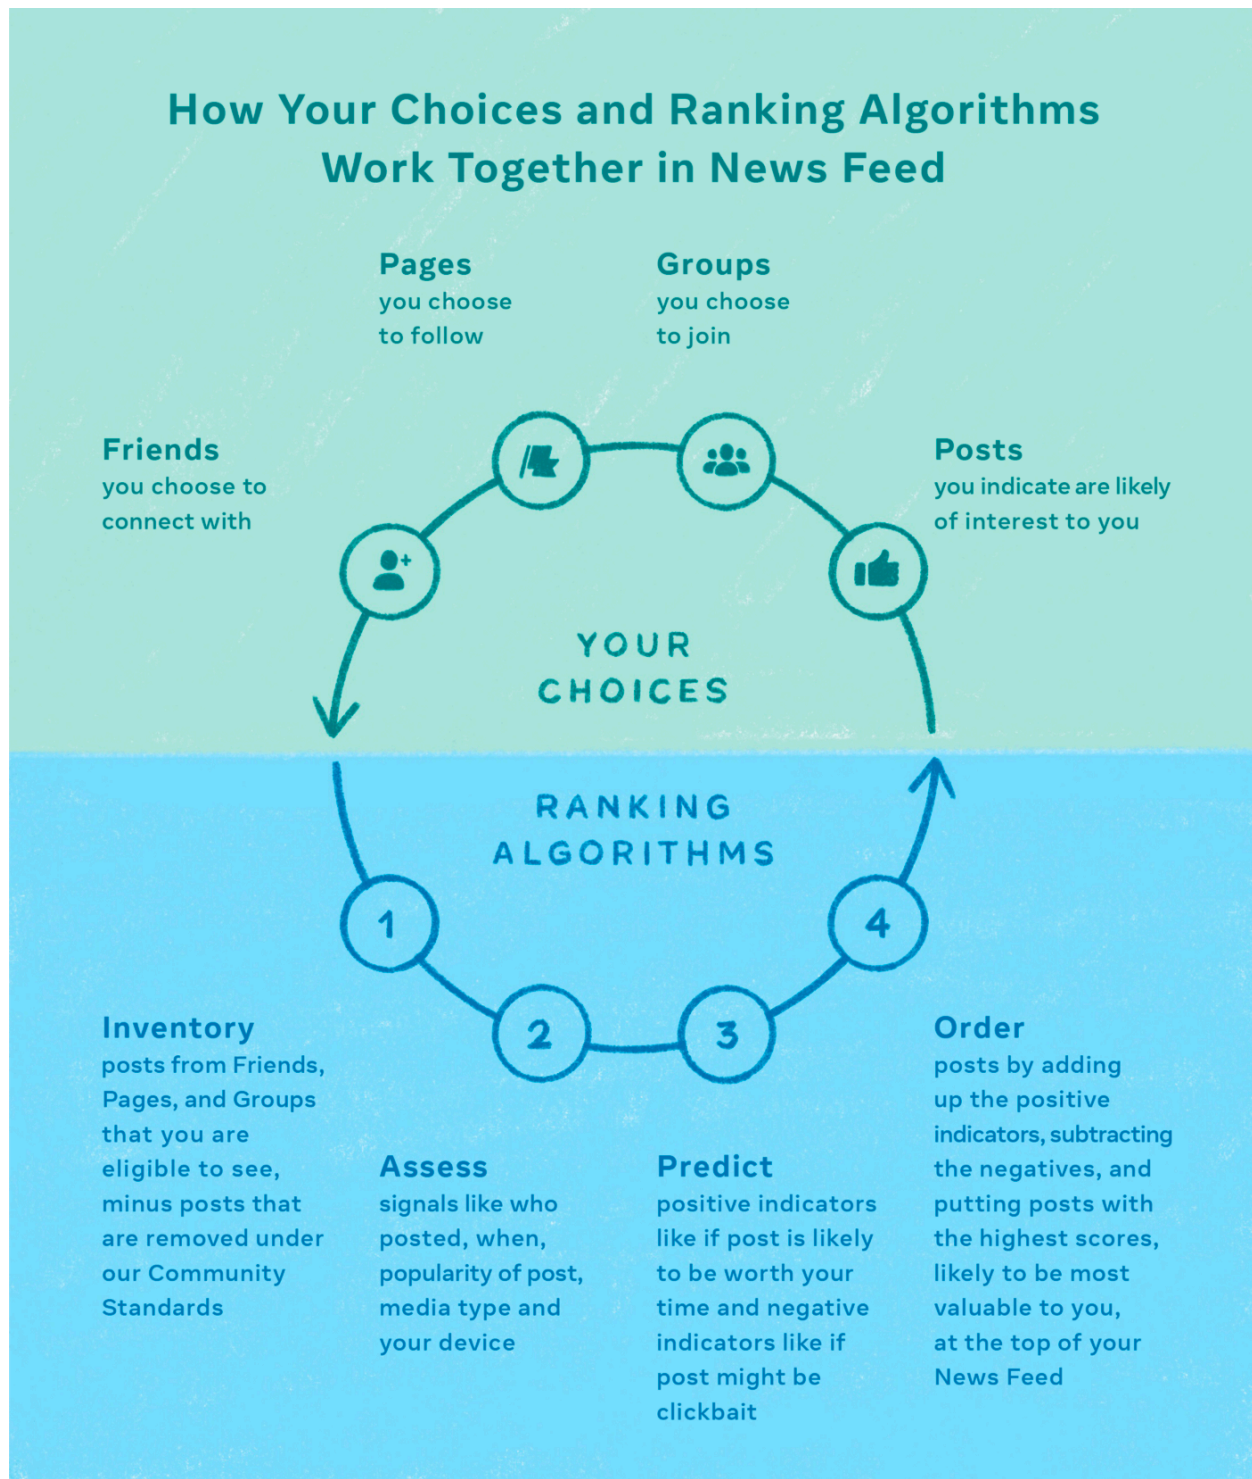 How Your Choices and Ranking Algorithms
Work Together in News Feed
Pages
you choose
to follow
Groups
you choose
to join
Friends
you choose to
connect with
Posts
you indicate are likely
of interest to you
YOUR
CHOICES
RANKING
ALGORITHMS
1
2
3
4
Inventory
posts from Friends,
Pages, and Groups
that you are
eligible to see,
minus posts that
are removed under
our Community
Standards
Assess
signals like who
posted, when,
popularity of post,
media type and
your device
Predict
positive indicators
like if post is likely
to be worth your
time and negative
indicators like if
post might be
clickbait
Order
posts by adding
up the positive
indicators, subtracting
the negatives, and
putting posts with
the highest scores,
likely to be most
valuable to you,
at the top of your
News Feed